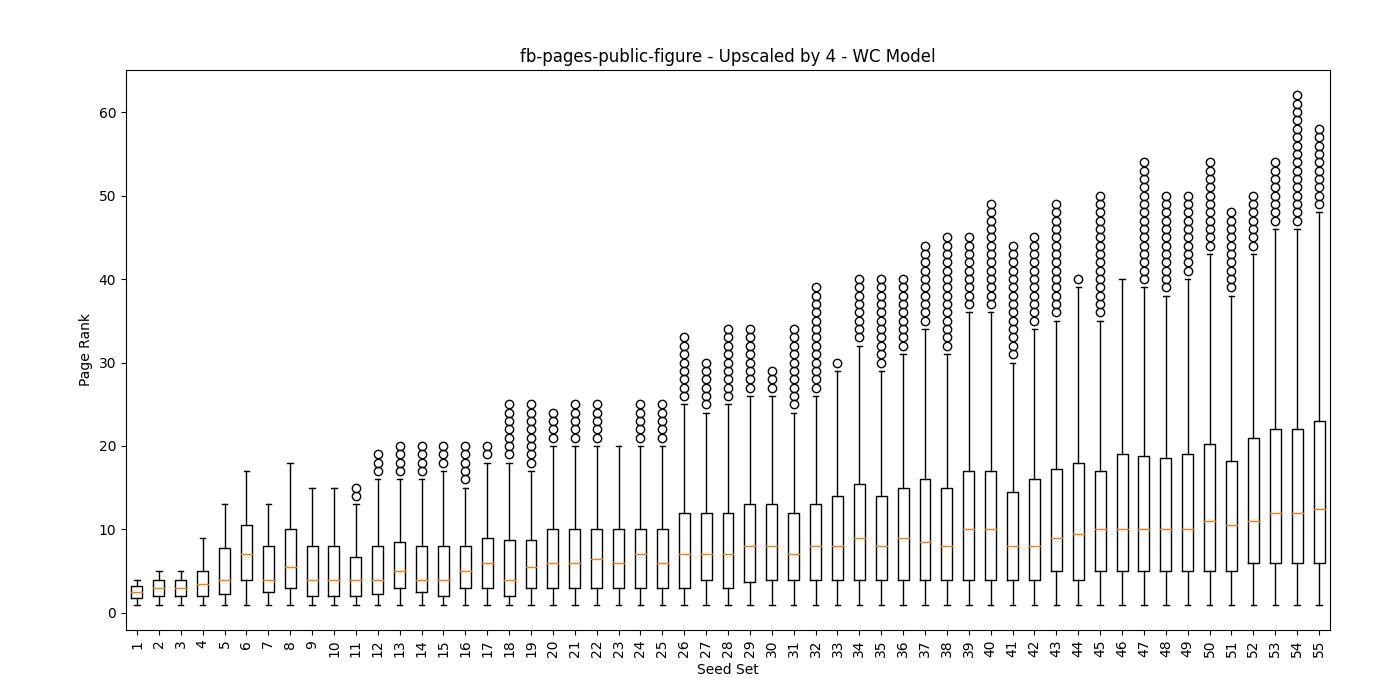 fb-pages-public-figure - Upscaled by 4 - WC Model
60
50
40
30
20
10
0
Page Rank
1 2 3 4 5 6 7 8 9 10 11 12 13 14 15 16 17 18 19 20 21 22 23 24 25 26 27 28 29 30 31 32 33 34 35 36 37 38 39 40 41 42 43 44 45 46 47 48 49 50 51 52 53 54 55
Seed Set